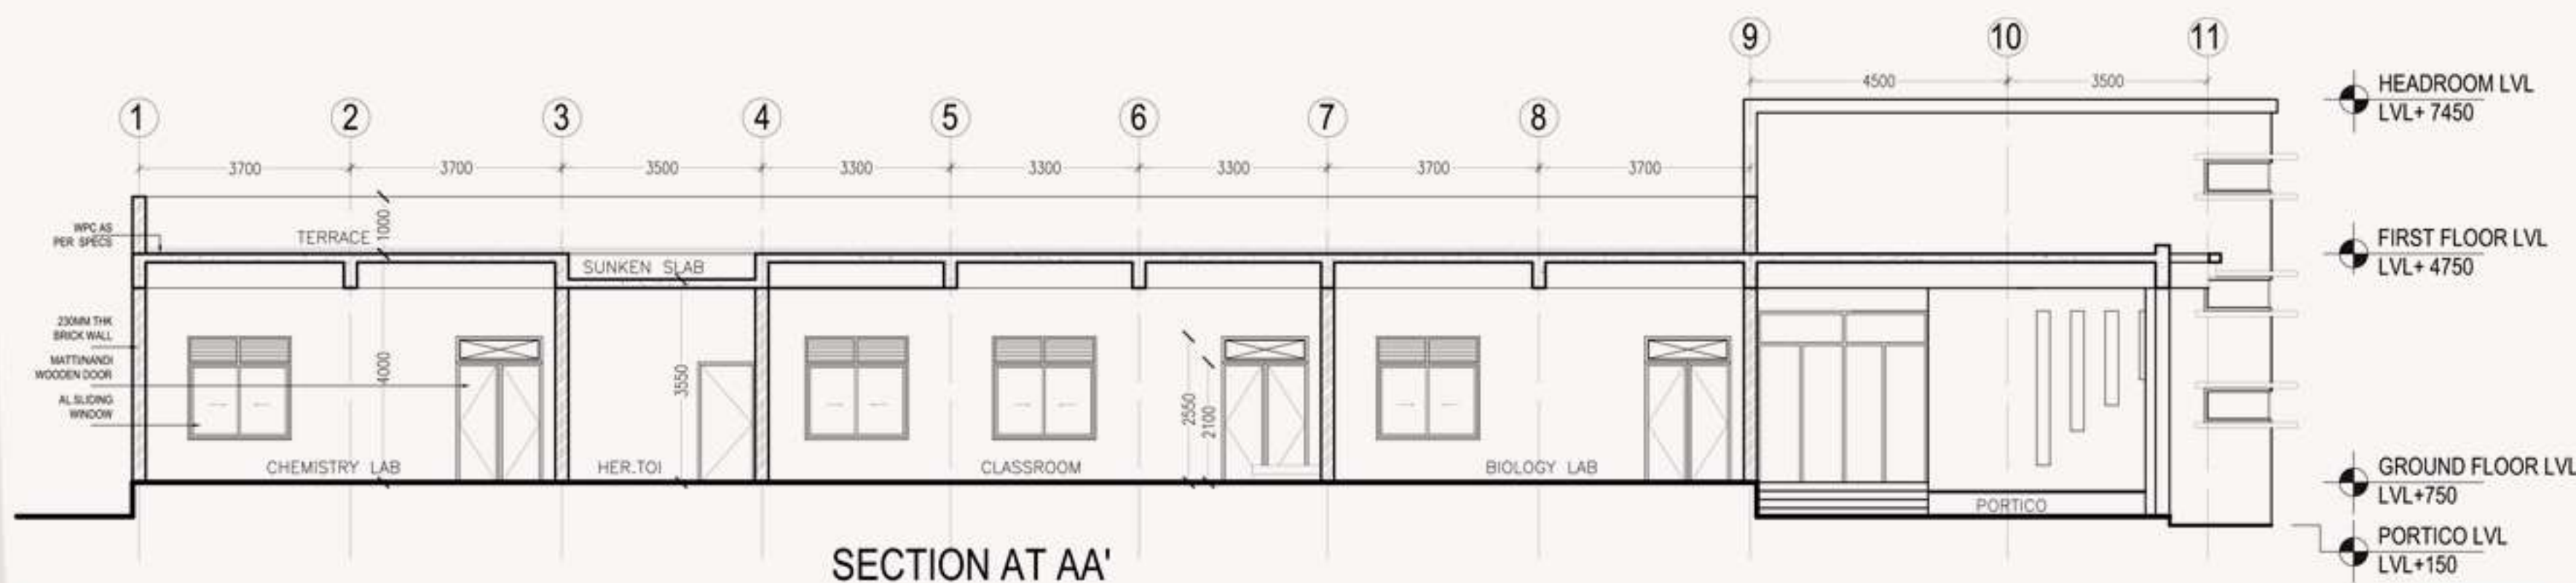 9
10
11
4500
3500
HEADROOM LVL
LVL+ 7450
1
2
3
4
5
6
7
8
3700
3700
3500
3300
3300
3300
3700
3700
1000
WPC AS
PER SPECS
TERRACE
FIRST FLOOR LVL
LVL+ 4750
SUNKEN SLAB
230MM THK
BRICK WALL
MATTI/NANDI
WOODEN DOOR
AL.SLIDING
WINDOW
4000
3550
2550
2100
CHEMISTRY LAB
HER.TOI
CLASSROOM
BIOLOGY LAB
GROUND FLOOR LVL
LVL+750
PORTICO
PORTICO LVL
LVL+150
SECTION AT AA'